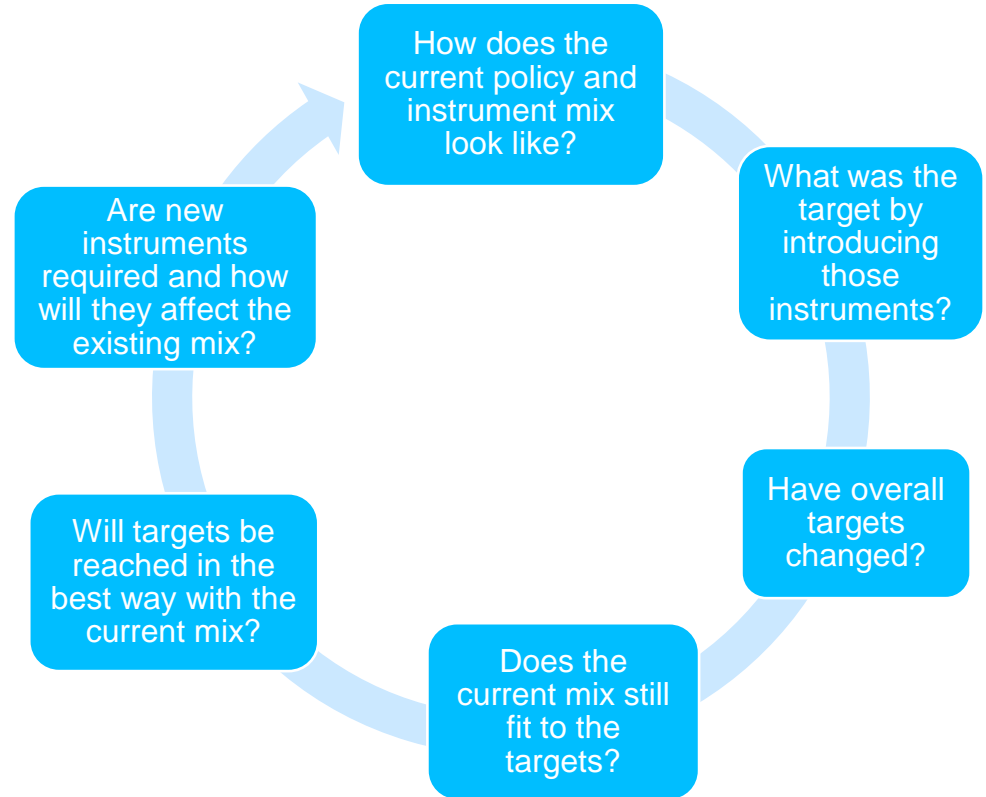 How does the
current policy and
instrument mix
look like?
What was the
target by
introducing
those
instruments?
Have overall
targets
changed?
Does the
current mix still
fit to the
targets?
Will targets be
reached in the
best way with the
current mix?
Are new
instruments
required and how
will they affect the
existing mix?